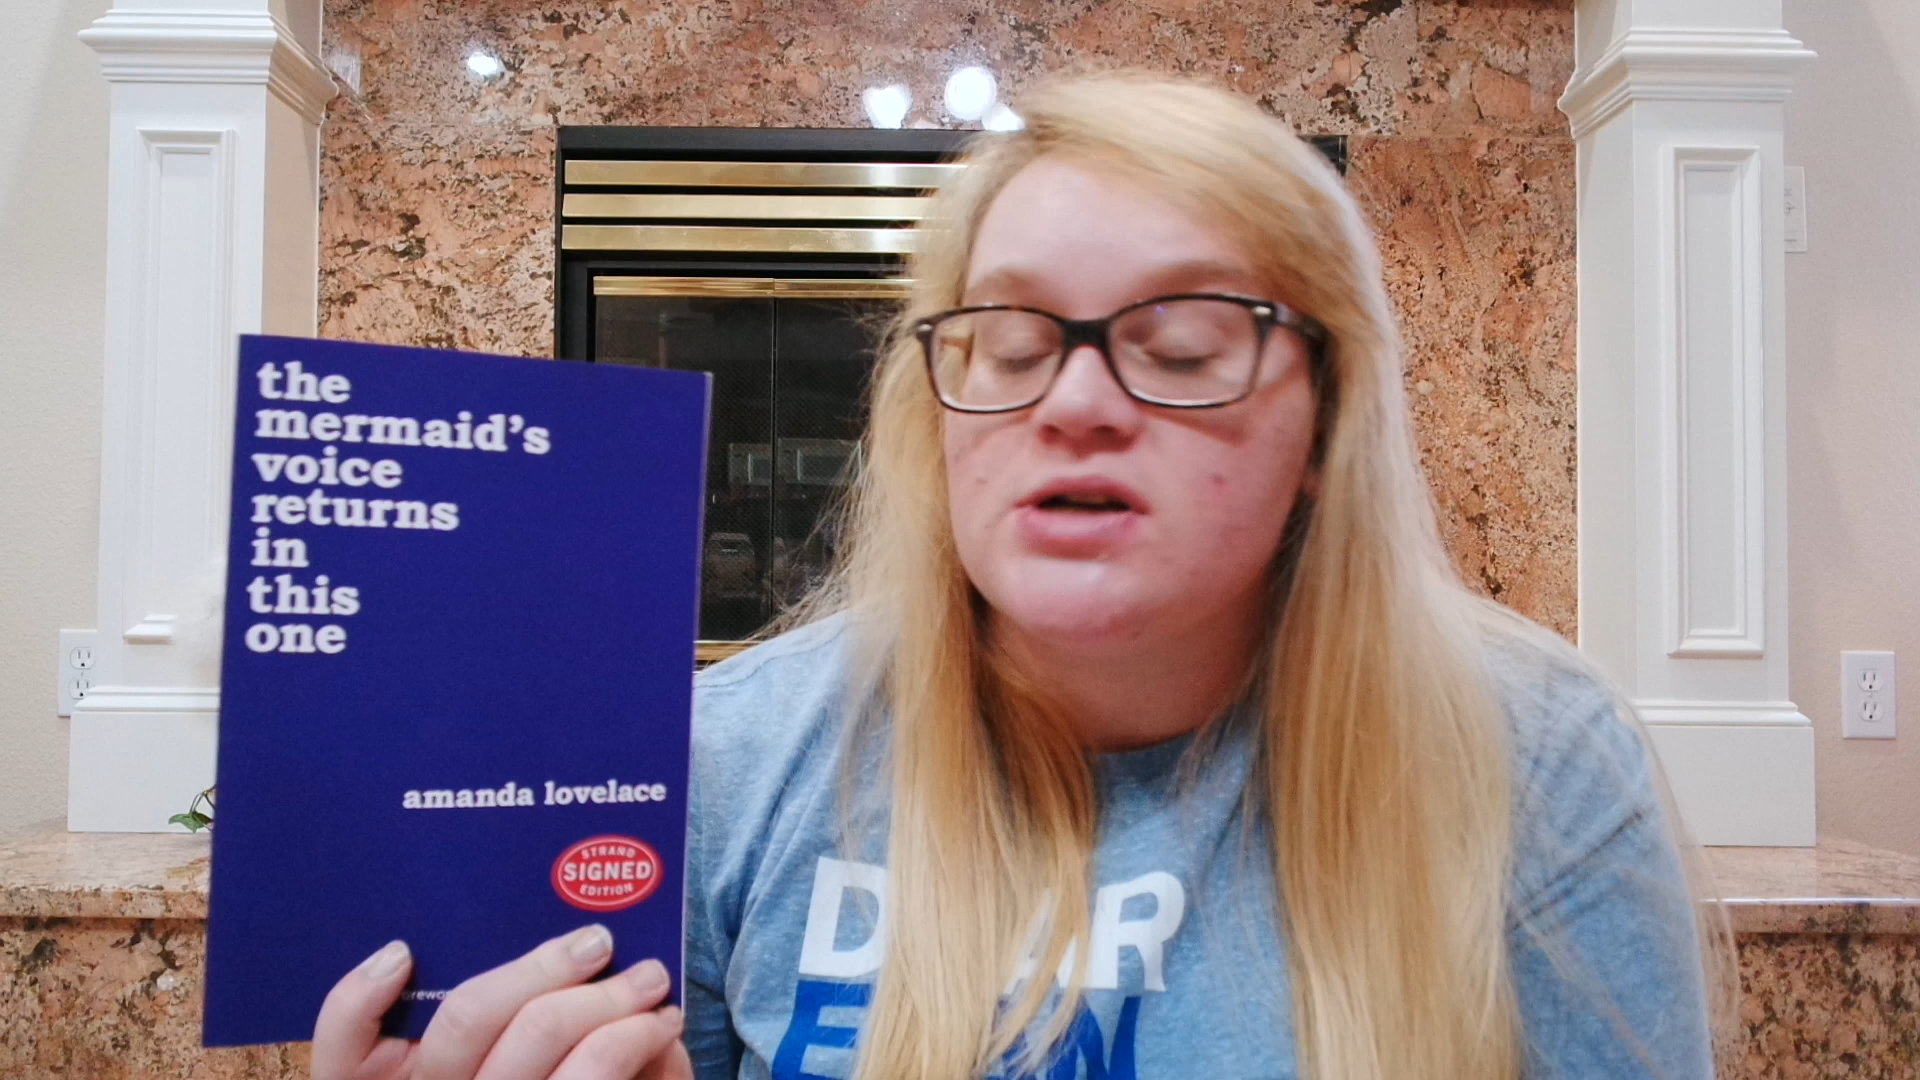 the
mermaid's
voice
returns
in
this
one
amanda lovelace
STRAND
SIGNED
EDITION